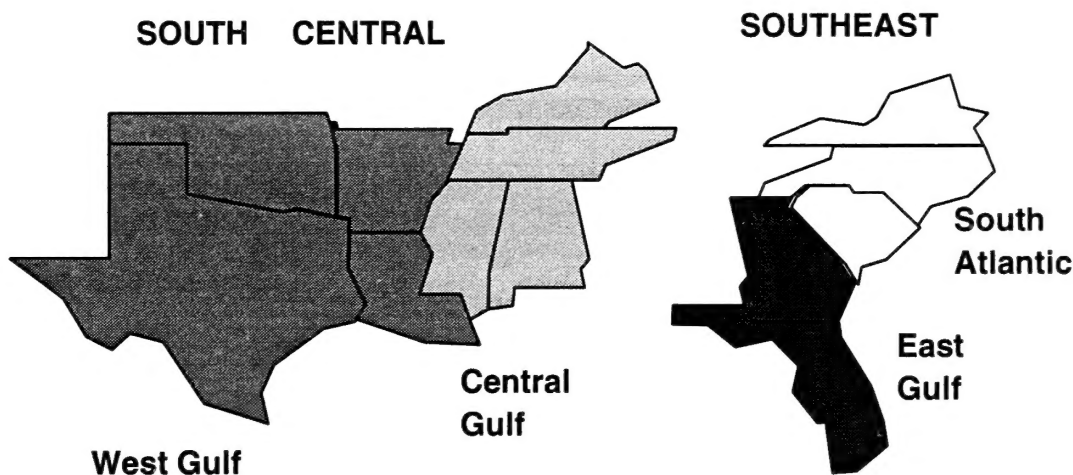 SOUTH CENTRAL
SOUTHEAST
South
Atlantic
East
Gulf
Central
Gulf
West Gulf